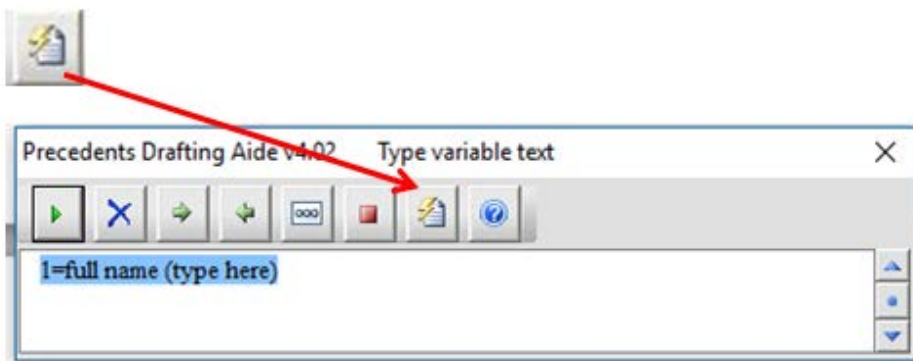 Precedents Drafting Aide v4.02 Type variable text
1=full name (type here)